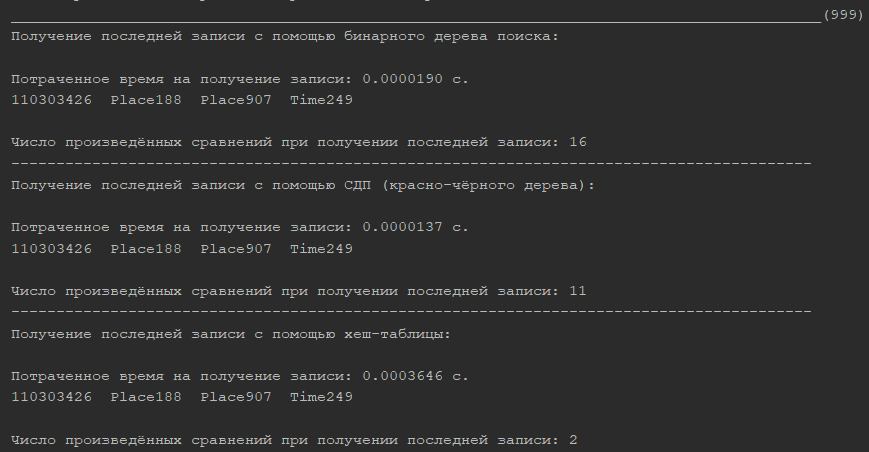 (999)
Получение последней записи с помощью бинарного дерева поиска:
Потраченное время на получение записи: 0.0000190 с.
110303426 Place188 Place907 Time249
Число произведённых сравнений при получении последней записи: 16
Получение последней записи с помощью СДП (красно-чёрного дерева):
Потраченное время на получение записи: 0.0000137 с.
110303426 Place188 Place907 Time249
Число произведённых сравнений при получении последней записи: 11
Получение последней записи с помощью хеш-таблицы:
Потраченное время на получение записи: 0.0003646 с.
110303426 Place188 Place907 Time249
Число произведённых сравнений при получении последней записи: 2